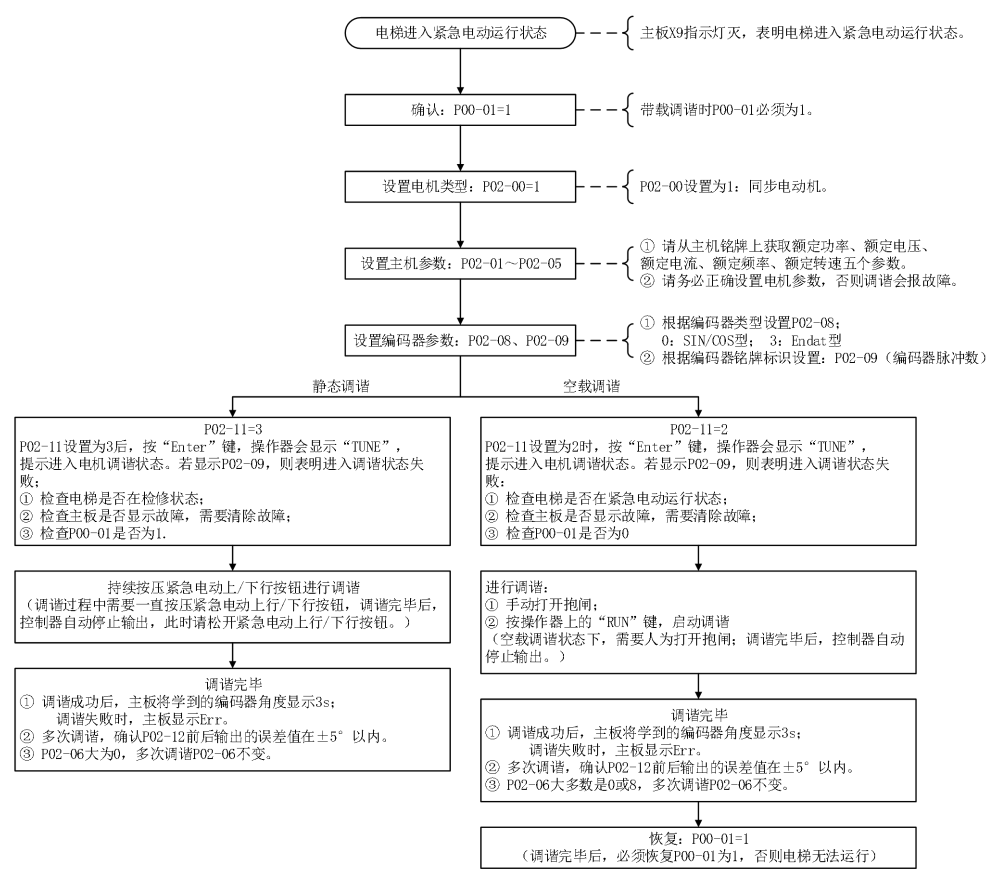 电梯进入紧急电动运行状态
主板X9指示灯灭，表明电梯进入紧急电动运行状态。
确认：P00-01=1
带载调谐时P00-01必须为1。
设置电机类型：P02-00=1
P02-00设置为1：同步电动机。
设置主机参数：P02-01～P02-05
① 请从主机铭牌上获取额定功率、额定电压、
额定电流、额定频率、额定转速五个参数。
② 请务必正确设置电机参数，否则调谐会报故障。
设置编码器参数：P02-08、P02-09
① 根据编码器类型设置P02-08；
0：SIN/COS型； 3：Endat型
② 根据编码器铭牌标识设置：P02-09（编码器脉冲数）
静态调谐
P02-11=3
P02-11设置为3后，按“Enter”键，操作器会显示“TUNE”，
提示进入电机调谐状态。若显示P02-09，则表明进入调谐状态失
败；
① 检查电梯是否在检修状态；
② 检查主板是否显示故障，需要清除故障；
③ 检查P00-01是否为1.
持续按压紧急电动上/下行按钮进行调谐
（调谐过程中需要一直按压紧急电动上行/下行按钮，调谐完毕后，
控制器自动停止输出，此时请松开紧急电动上行/下行按钮。）
调谐完毕
① 调谐成功后，主板将学到的编码器角度显示3s；
调谐失败时，主板显示Err。
② 多次调谐，确认P02-12前后输出的误差值在±5°以内。
③ P02-06大为0，多次调谐P02-06不变。
空载调谐
P02-11=2
P02-11设置为2时，按“Enter”键，操作器会显示“TUNE”，
提示进入电机调谐状态。若显示P02-09，则表明进入调谐状态失
败：
① 检查电梯是否在紧急电动运行状态；
② 检查主板是否显示故障，需要清除故障；
③ 检查P00-01是否为0
进行调谐：
① 手动打开抱闸；
② 按操作器上的“RUN”键，启动调谐
（空载调谐状态下，需要人为打开抱闸；调谐完毕后，控制器自动
停止输出。）
调谐完毕
① 调谐成功后，主板将学到的编码器角度显示3s；
调谐失败时，主板显示Err。
② 多次调谐，确认P02-12前后输出的误差值在±5°以内。
③ P02-06大多数是0或8，多次调谐P02-06不变。
恢复：P00-01=1
（调谐完毕后，必须恢复P00-01为1，否则电梯无法运行）